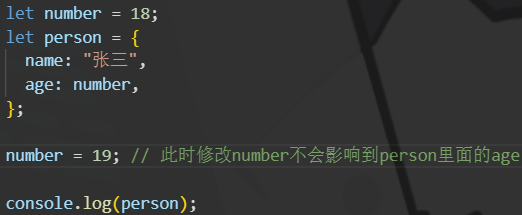 let number = 18;
let person = {
name: "张三",
age: number,
};
number = 19; // 此时修改number不会影响到person里面的age
console.log(person);